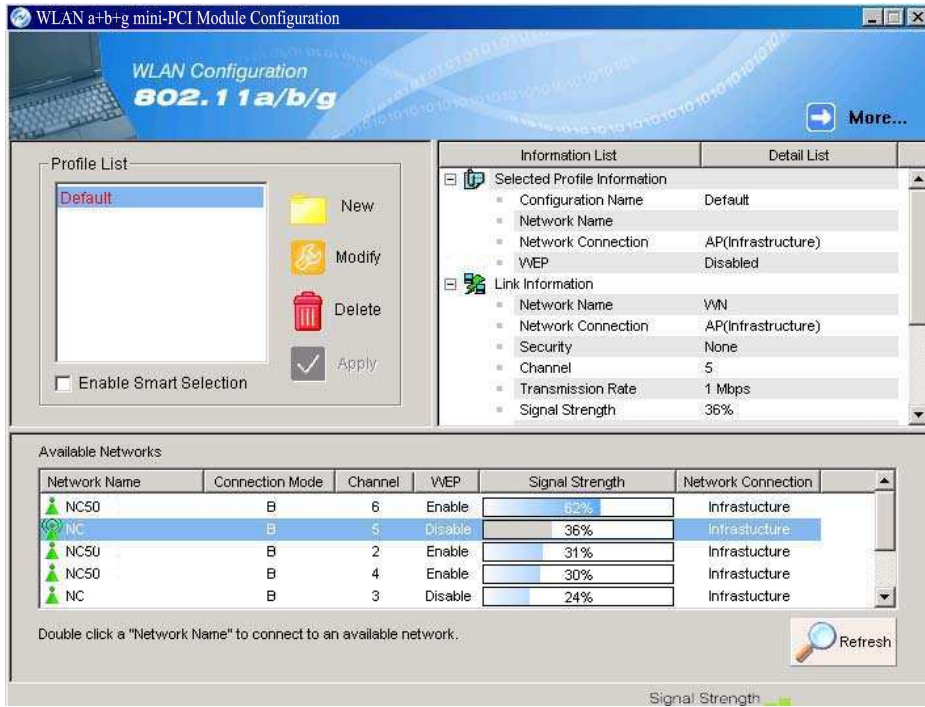 WLAN a+b+g mini-PCI Module Configuration
WLAN Configuration
802.11a/b/g
More...
Profile List
Default
New
Modify
Delete
Apply
Enable Smart Selection
Information List Detail List
Selected Profile Information
Configuration Name Default
Network Name
Network Connection AP(Infrastructure)
WEP Disabled
Link Information
Network Name WN
Network Connection AP(Infrastructure)
Security None
Channel 5
Transmission Rate 1 Mbps
Signal Strength 36%
Available Networks
Network Name Connection Mode Channel WEP Signal Strength Network Connection
NC50 B 6 Enable 62% Infrastucture
NC B 5 Disable 36% Infrastucture
NC50 B 2 Enable 31% Infrastucture
NC50 B 4 Enable 30% Infrastucture
NC B 3 Disable 24% Infrastucture
Double click a "Network Name" to connect to an available network.
Refresh
Signal Strength